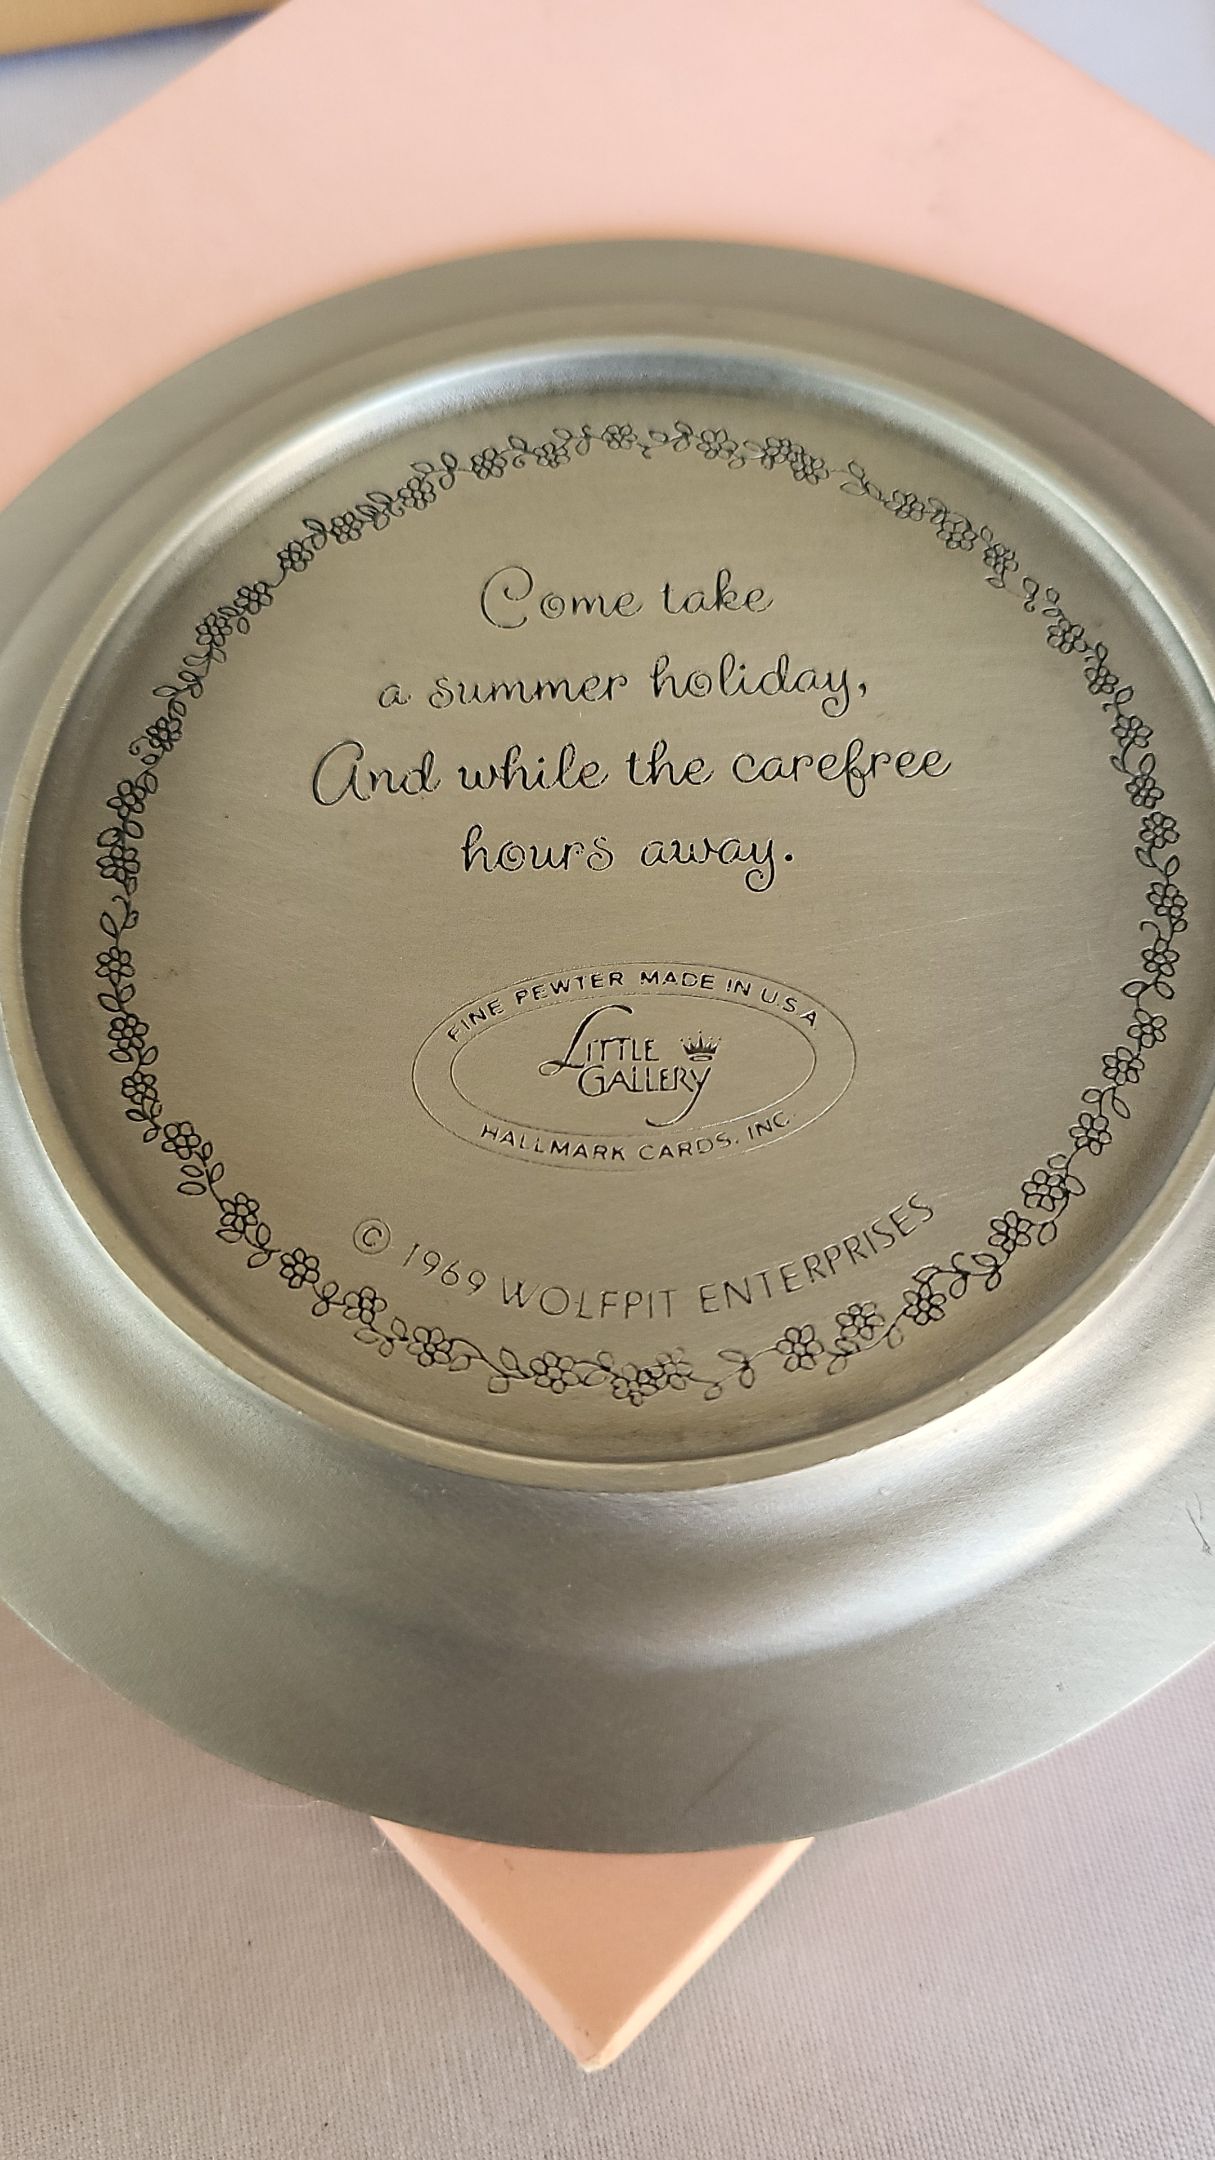 Come take
a summer holiday,
And while the carefree
hours away.
FINE PEWTER MADE IN U.S.A.
LITTLE
GALLERY
HALLMARK CARDS, INC.
© 1969 WOLFPIT ENTERPRISES